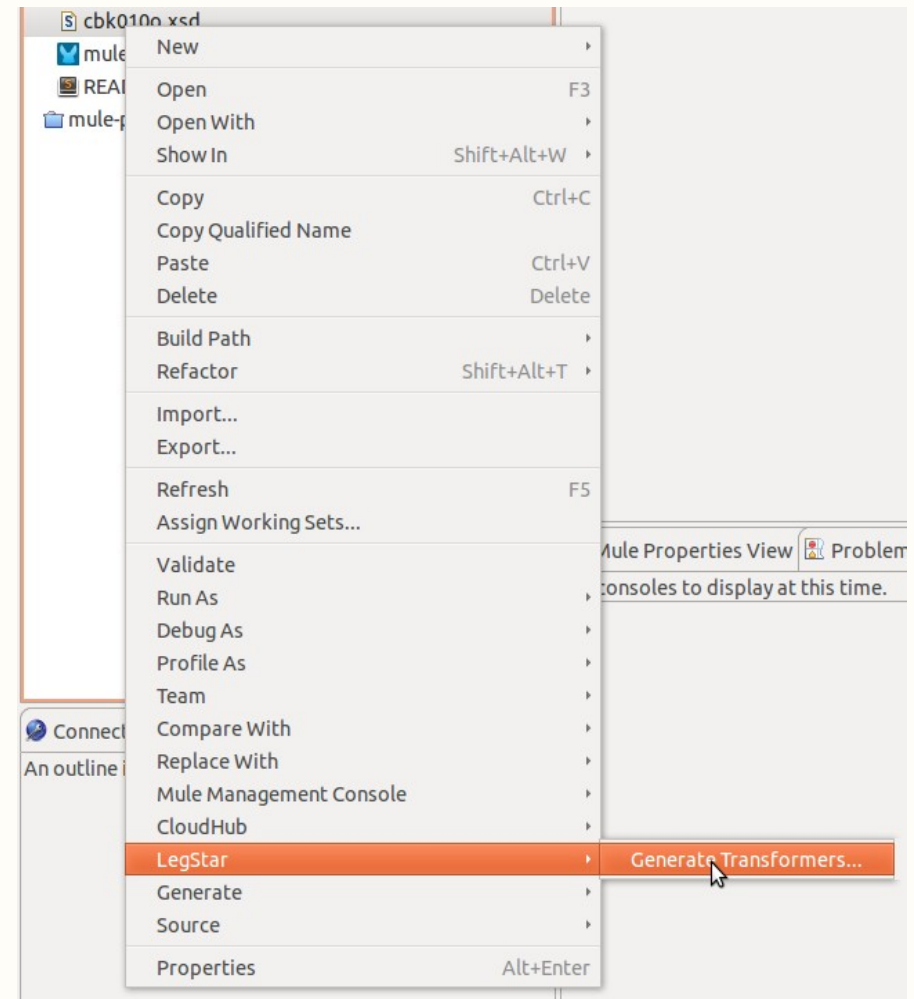 cbk010o.xsd
New
mule
Open F3
REA
Open With
mule-p
Show In Shift+Alt+W
Copy Ctrl+C
Copy Qualified Name
Paste Ctrl+V
Delete Delete
Build Path
Refactor Shift+Alt+T
Import...
Export...
Refresh F5
Assign Working Sets...
Mule Properties View Problem
Validate
consoles to display at this time.
Run As
Debug As
Profile As
Team
Connect
Compare With
Replace With
An outline i
Mule Management Console
CloudHub
LegStar Generate Transformers...
Generate
Source
Properties Alt+Enter